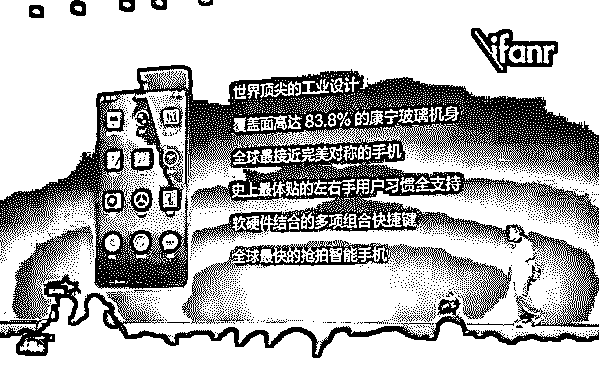 ifanr
世界顶尖的工业设计
覆盖面高达 83.8% 的康宁玻璃机身
全球最接近完美对称的手机
史上最体贴的左右手用户习惯全支持
软硬件结合的多项组合快捷键
全球最快的抢拍智能手机